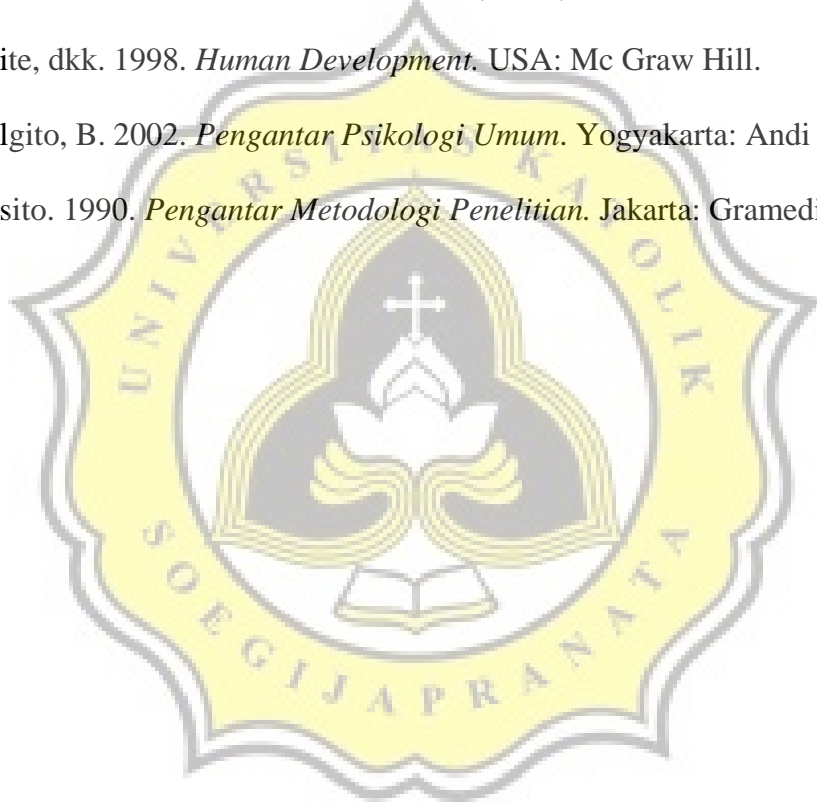 ite, dkk. 1998. Human Development. USA: Mc Graw Hill.
lgito, B. 2002. Pengantar Psikologi Umum. Yogyakarta: Andi
sito. 1990. Pengantar Metodologi Penelitian. Jakarta: Gramedi
UNIVERSITAS KATOLIK
SOEGIJAPRANATA